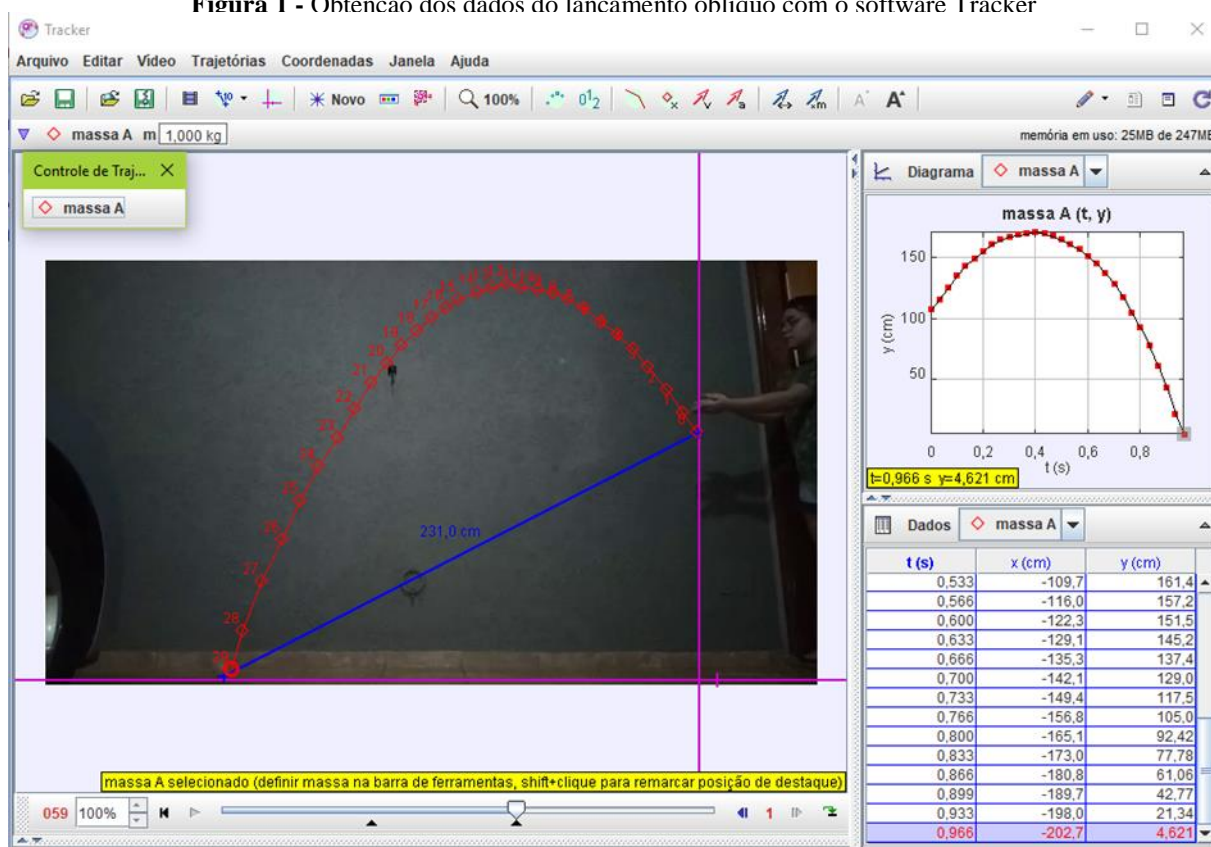 Figura 1 - Obtenção dos dados do lançamento oblíquo com o software Tracker
Tracker
Arquivo Editar Vídeo Trajetórias Coordenadas Janela Ajuda
Novo 100%
massa A m 1,000 kg
memória em uso: 25MB de 247MB
Controle de Traj...
massa A
20
21
22
25
26
27
28
231,0 cm
massa A selecionado (definir massa na barra de ferramentas, shift+clique para remarcar posição de destaque)
059 100% 1
Diagrama massa A
massa A (t, y)
150
100
50
y (cm)
0 0,2 0,4 0,6 0,8
t (s)
t=0,966 s y=4,621 cm
Dados massa A
t (s) x (cm) y (cm)
0,533 -109,7 161,4
0,566 -116,0 157,2
0,600 -122,3 151,5
0,633 -129,1 145,2
0,666 -135,3 137,4
0,700 -142,1 129,0
0,733 -149,4 117,5
0,766 -156,8 105,0
0,800 -165,1 92,42
0,833 -173,0 77,78
0,866 -180,8 61,06
0,899 -189,7 42,77
0,933 -198,0 21,34
0,966 -202,7 4,621